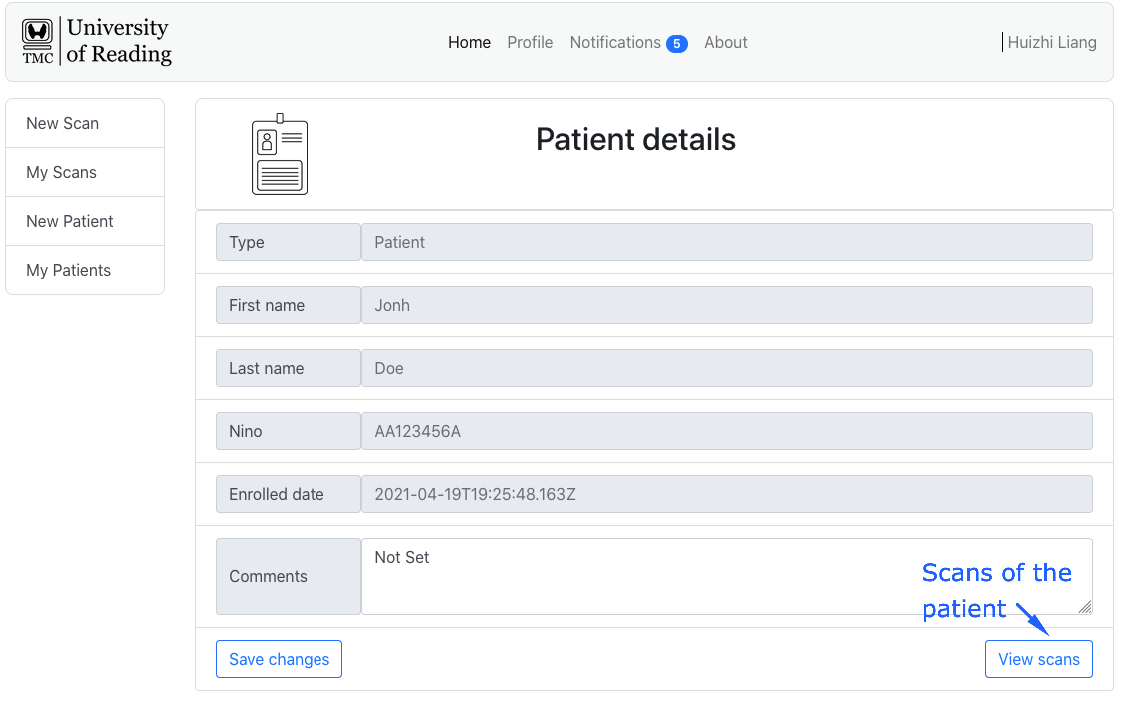 University
of Reading
TMC
Home Profile Notifications 5 About
Huizhi Liang
New Scan
My Scans
New Patient
My Patients
Patient details
Type Patient
First name Jonh
Last name Doe
Nino AA123456A
Enrolled date 2021-04-19T19:25:48.163Z
Comments Not Set
Scans of the
patient
Save changes View scans